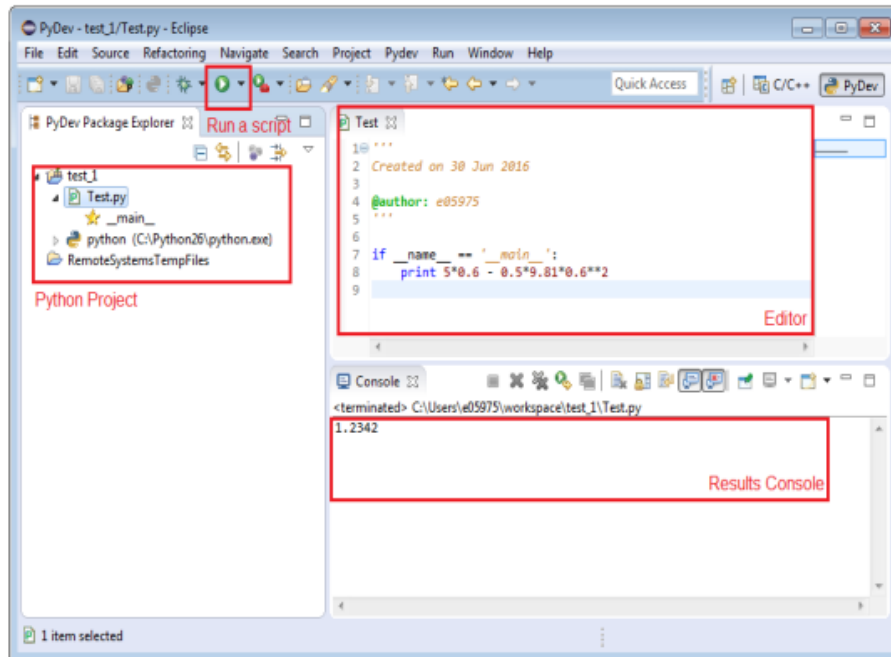 PyDev - test_1/Test.py - Eclipse
File Edit Source Refactoring Navigate Search Project Pydev Run Window Help
Quick Access
C/C++
PyDev
PyDev Package Explorer
Run a script
test_1
Test.py
__main__
python (C:\Python26\python.exe)
RemoteSystemsTempFiles
Python Project
Test
1 '''
2 Created on 30 Jun 2016
3
4 @author: e05975
5 '''
6
7 if __name__ == '__main__':
8 print 5*0.6 - 0.5*9.81*0.6**2
9
Editor
Console
<terminated> C:\Users\e05975\workspace\test_1\Test.py
1.2342
Results Console
1 item selected